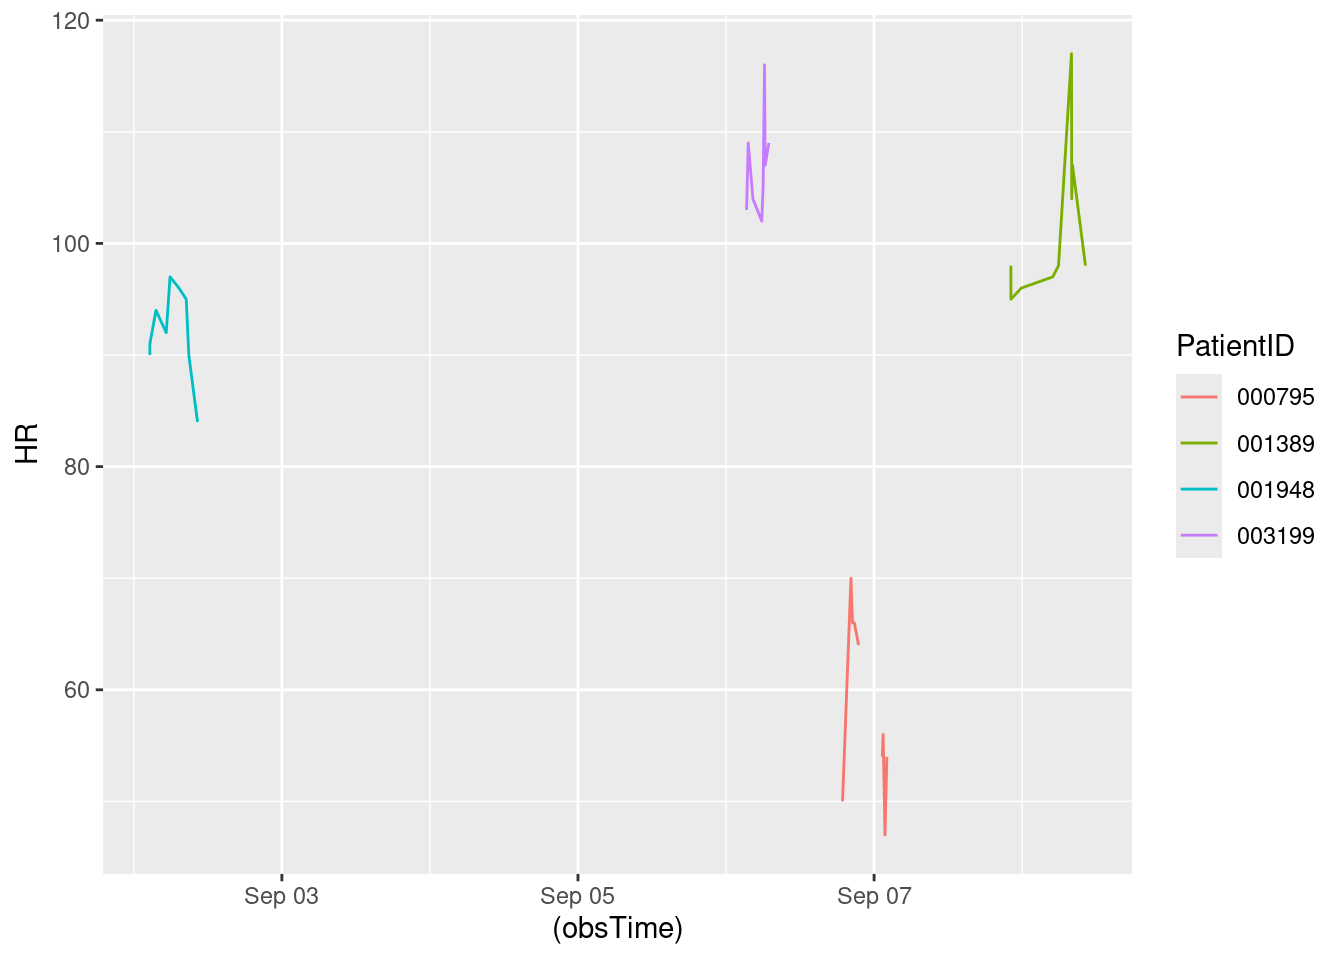 120
100
80
60
HR
Sep 03
Sep 05
Sep 07
(obsTime)
PatientID
000795
001389
001948
003199